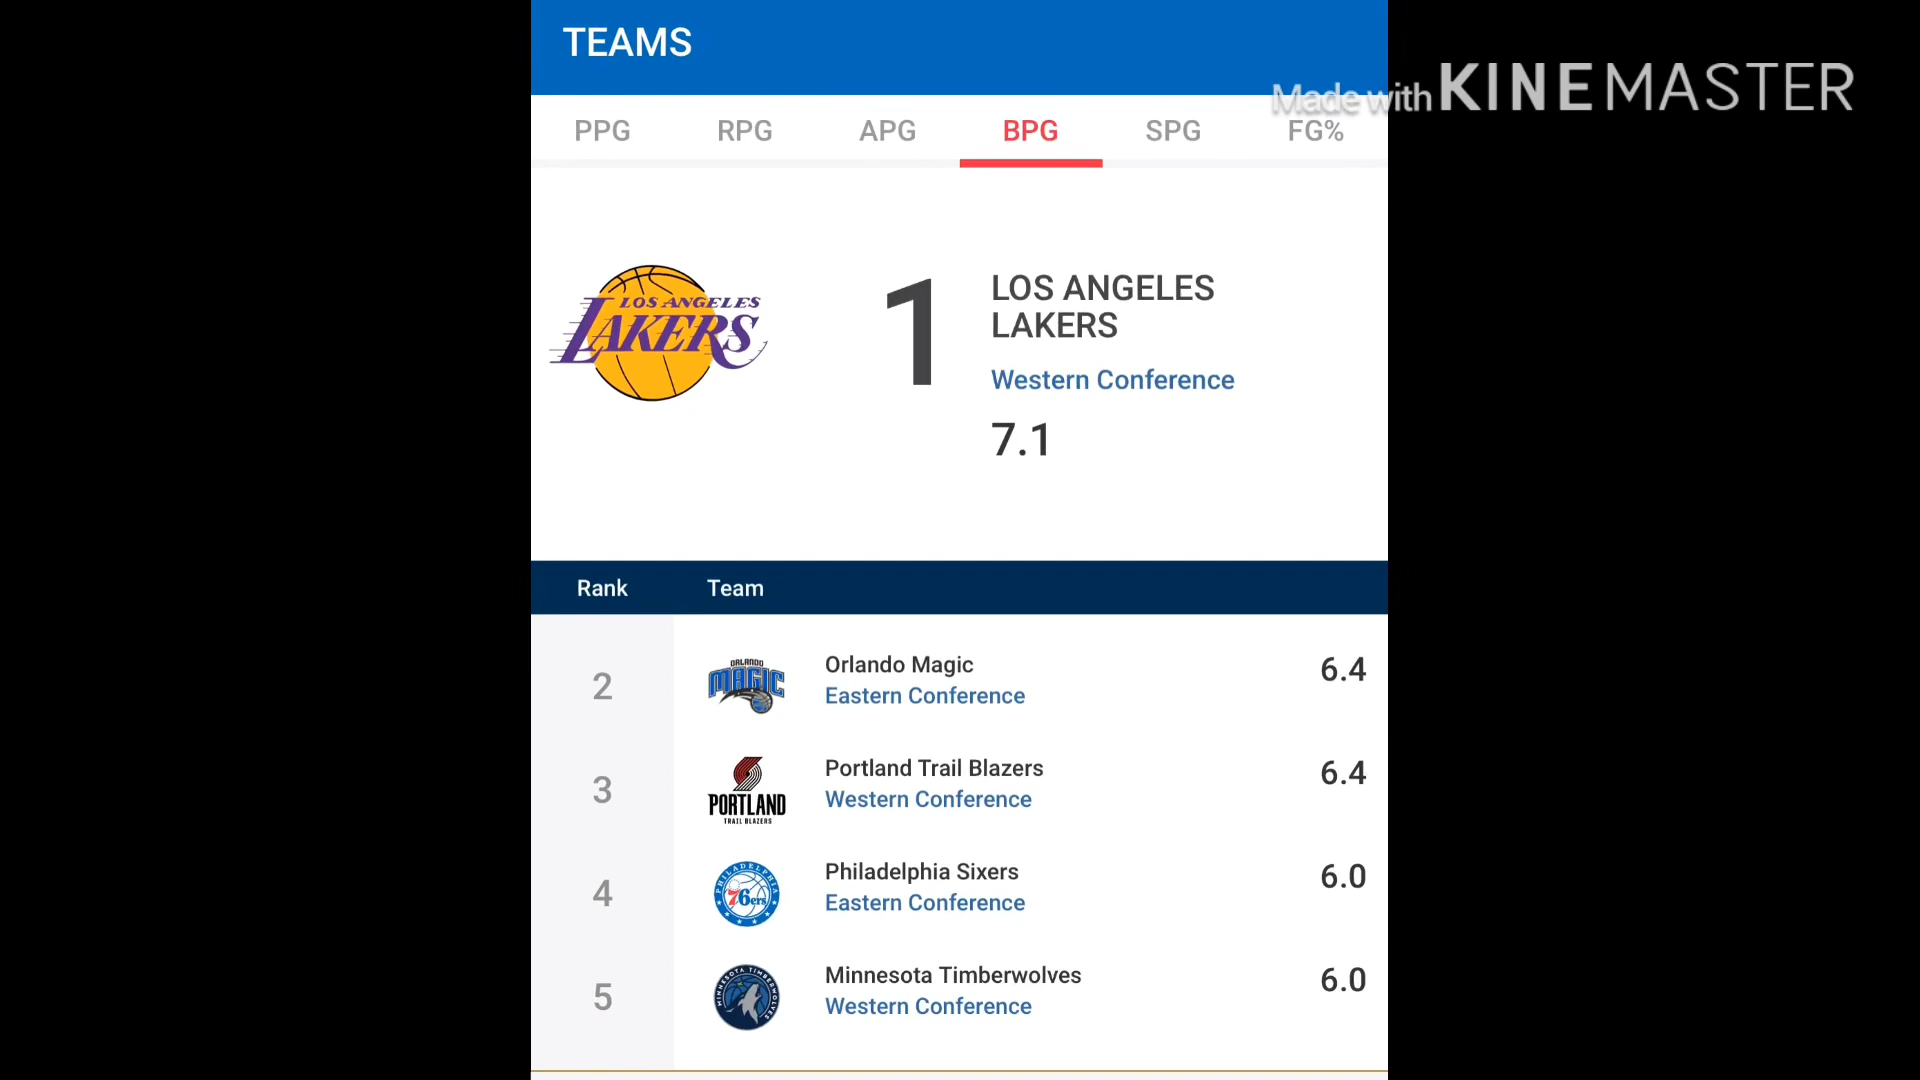 TEAMS
Made with KINEMASTER
PPG RPG APG BPG SPG FG%
LOS ANGELES
LAKERS
1
LOS ANGELES
LAKERS
Western Conference
7.1
Rank Team
2
ORLANDO
MAGIC
Orlando Magic
Eastern Conference
6.4
3
PORTLAND
TRAIL BLAZERS
Portland Trail Blazers
Western Conference
6.4
4
PHILADELPHIA
76ers
Philadelphia Sixers
Eastern Conference
6.0
5
MINNESOTA TIMBERWOLVES
Minnesota Timberwolves
Western Conference
6.0